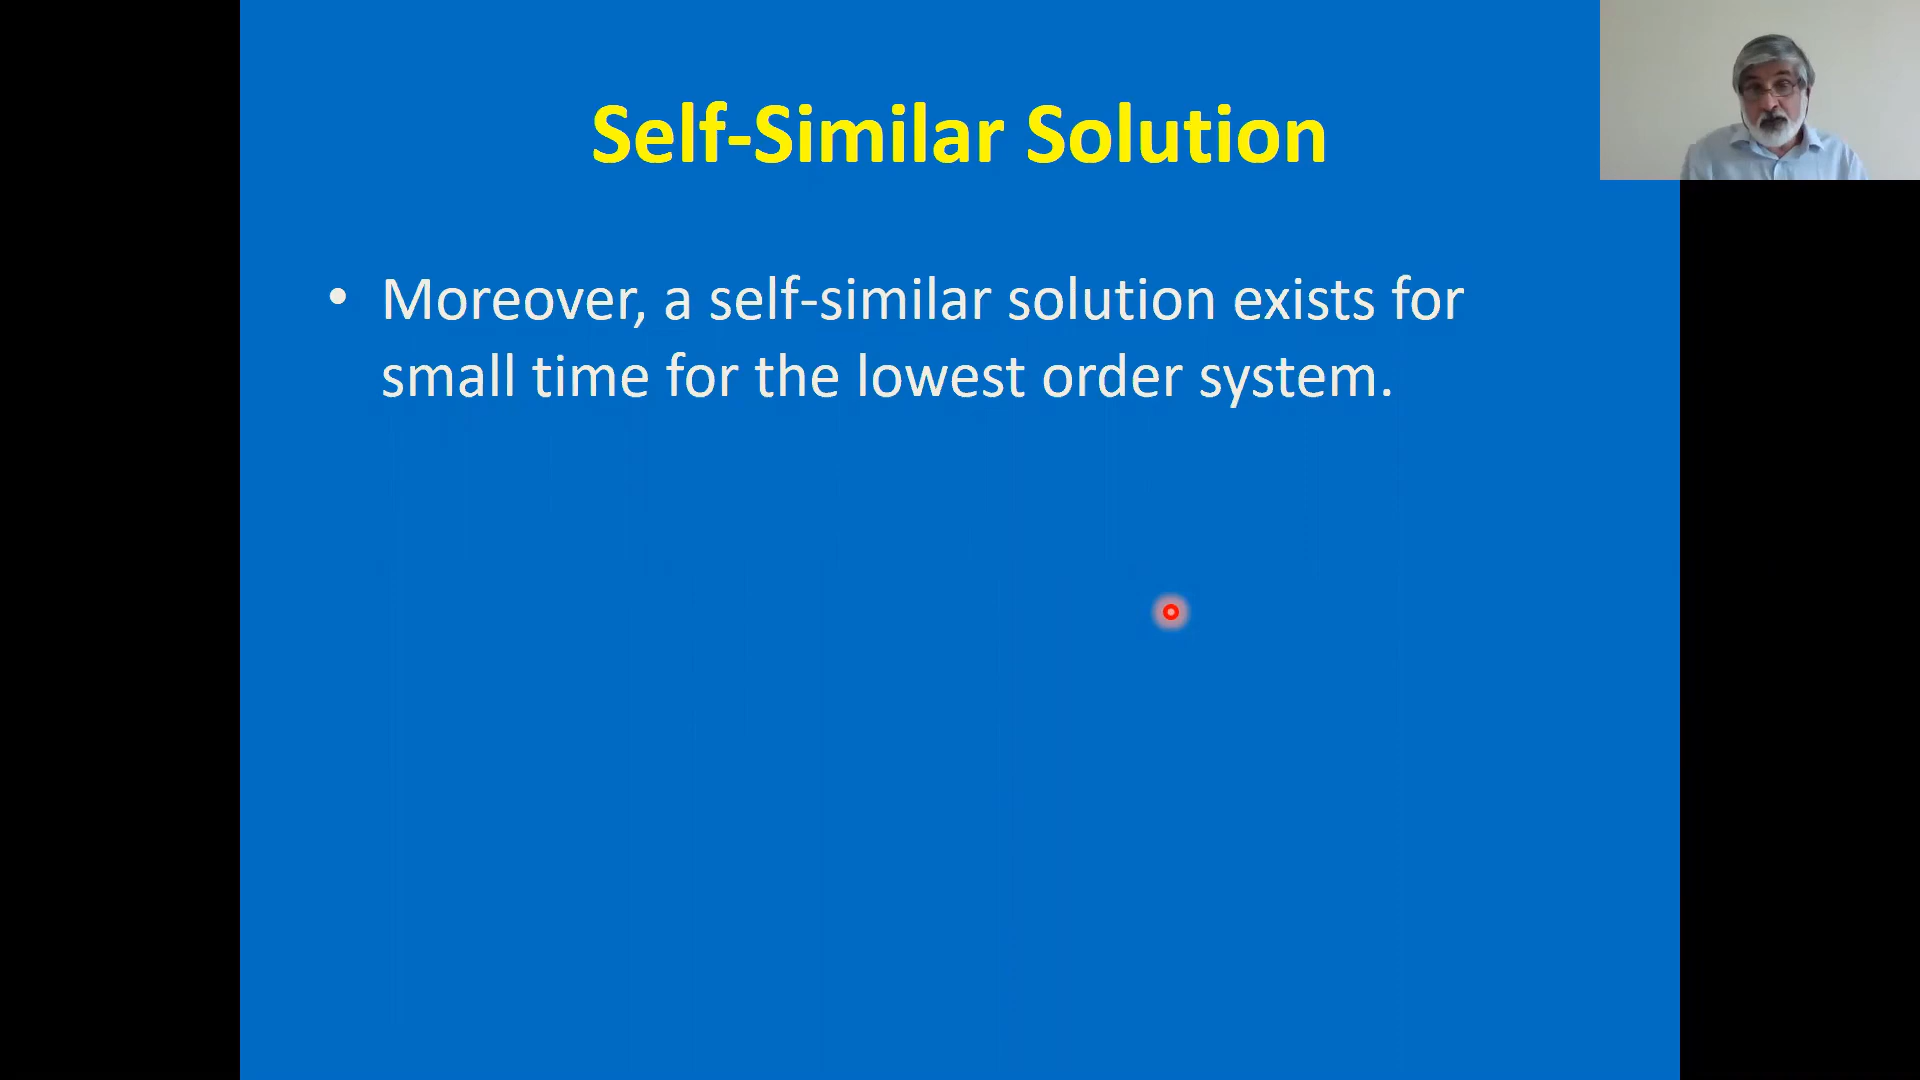 Self-Similar Solution
• Moreover, a self-similar solution exists for
small time for the lowest order system.